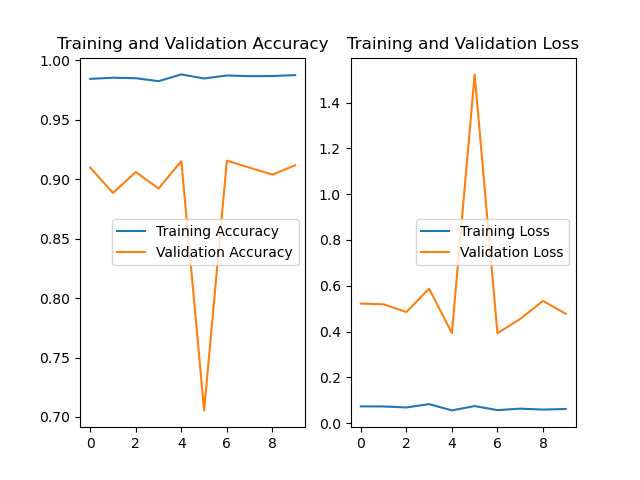 Training and Validation Accuracy
1.00
0.95
0.90
0.85
0.80
0.75
0.70
0 2 4 6 8
Training Accuracy
Validation Accuracy
Training and Validation Loss
1.4
1.2
1.0
0.8
0.6
0.4
0.2
0.0
0 2 4 6 8
Training Loss
Validation Loss